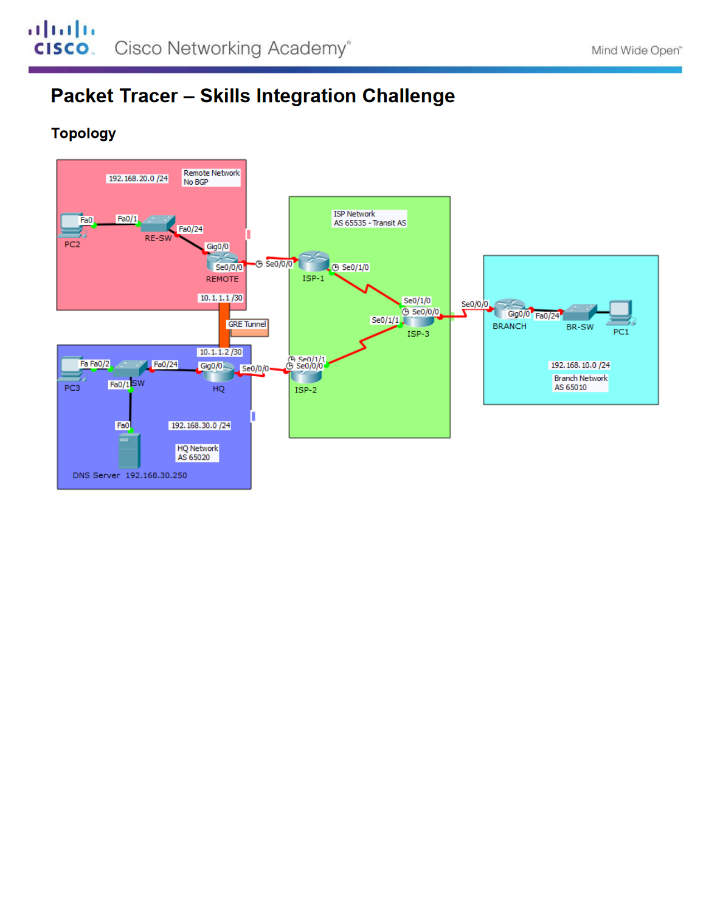 CISCO. Cisco Networking Academy® Mind Wide Open™
Packet Tracer – Skills Integration Challenge
Topology
192.168.20.0 /24
Remote Network
No BGP
Fa0
Fa0/1
Fa0/24
PC2
RE-SW
Gig0/0
Se0/0/0
REMOTE
10.1.1.1 /30
GRE Tunnel
10.1.1.2 /30
ISP Network
AS 65535 - Transit AS
Se0/0/0
Se0/1/0
ISP-1
Se0/1/0
Se0/0/0
Se0/1/1
ISP-3
Se0/1/1
Se0/0/0
ISP-2
Se0/0/0
Gig0/0
Fa0/24
BRANCH
BR-SW
PC1
192.168.10.0 /24
Branch Network
AS 65010
Fa
Fa0/2
Fa0/24
Gig0/0
Se0/0/0
PC3
Fa0/1
SW
HQ
Fa0
192.168.30.0 /24
HQ Network
AS 65020
DNS Server 192.168.30.250